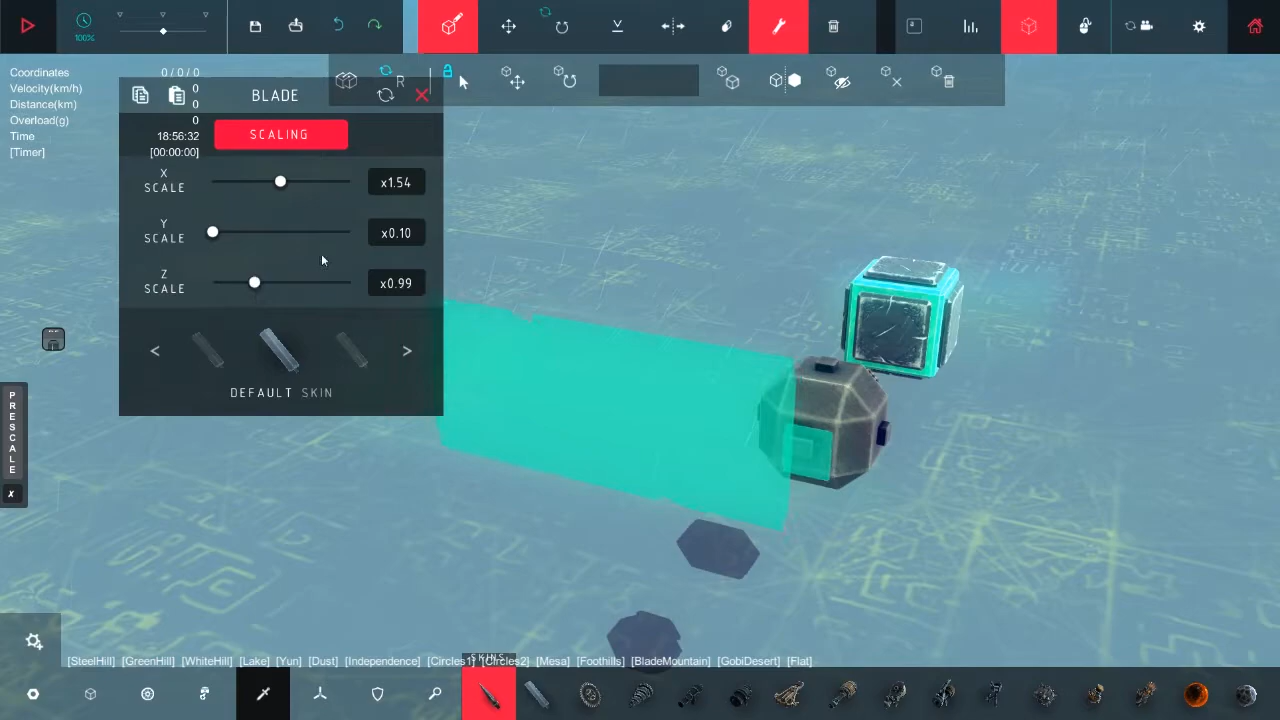 100%
Coordinates 0 / 0 / 0
Velocity(km/h) 0
Distance(km) 0
Overload(g) 0
Time 18:56:32
[Timer] [00:00:00]
R
BLADE
SCALING
X
SCALE
x1.54
Y
SCALE
x0.10
Z
SCALE
x0.99
< >
DEFAULT SKIN
PRESCALE
x
SKINS
[SteelHill] [GreenHill] [WhiteHill] [Lake] [Yun] [Dust] [Independence] [Circles1] [Circles2] [Mesa] [Foothills] [BladeMountain] [GobiDesert] [Flat]